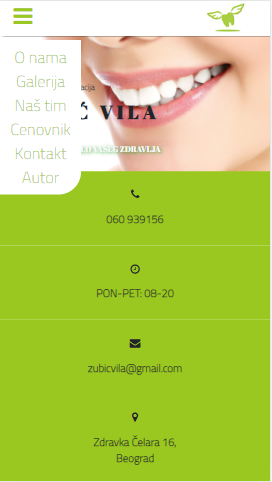 O nama
Galerija
Naš tim
Cenovnik
Kontakt
Autor
VILA
ZDRAVLJA
060 939156
PON-PET: 08-20
zubicvila@gmail.com
Zdravka Čelara 16,
Beograd